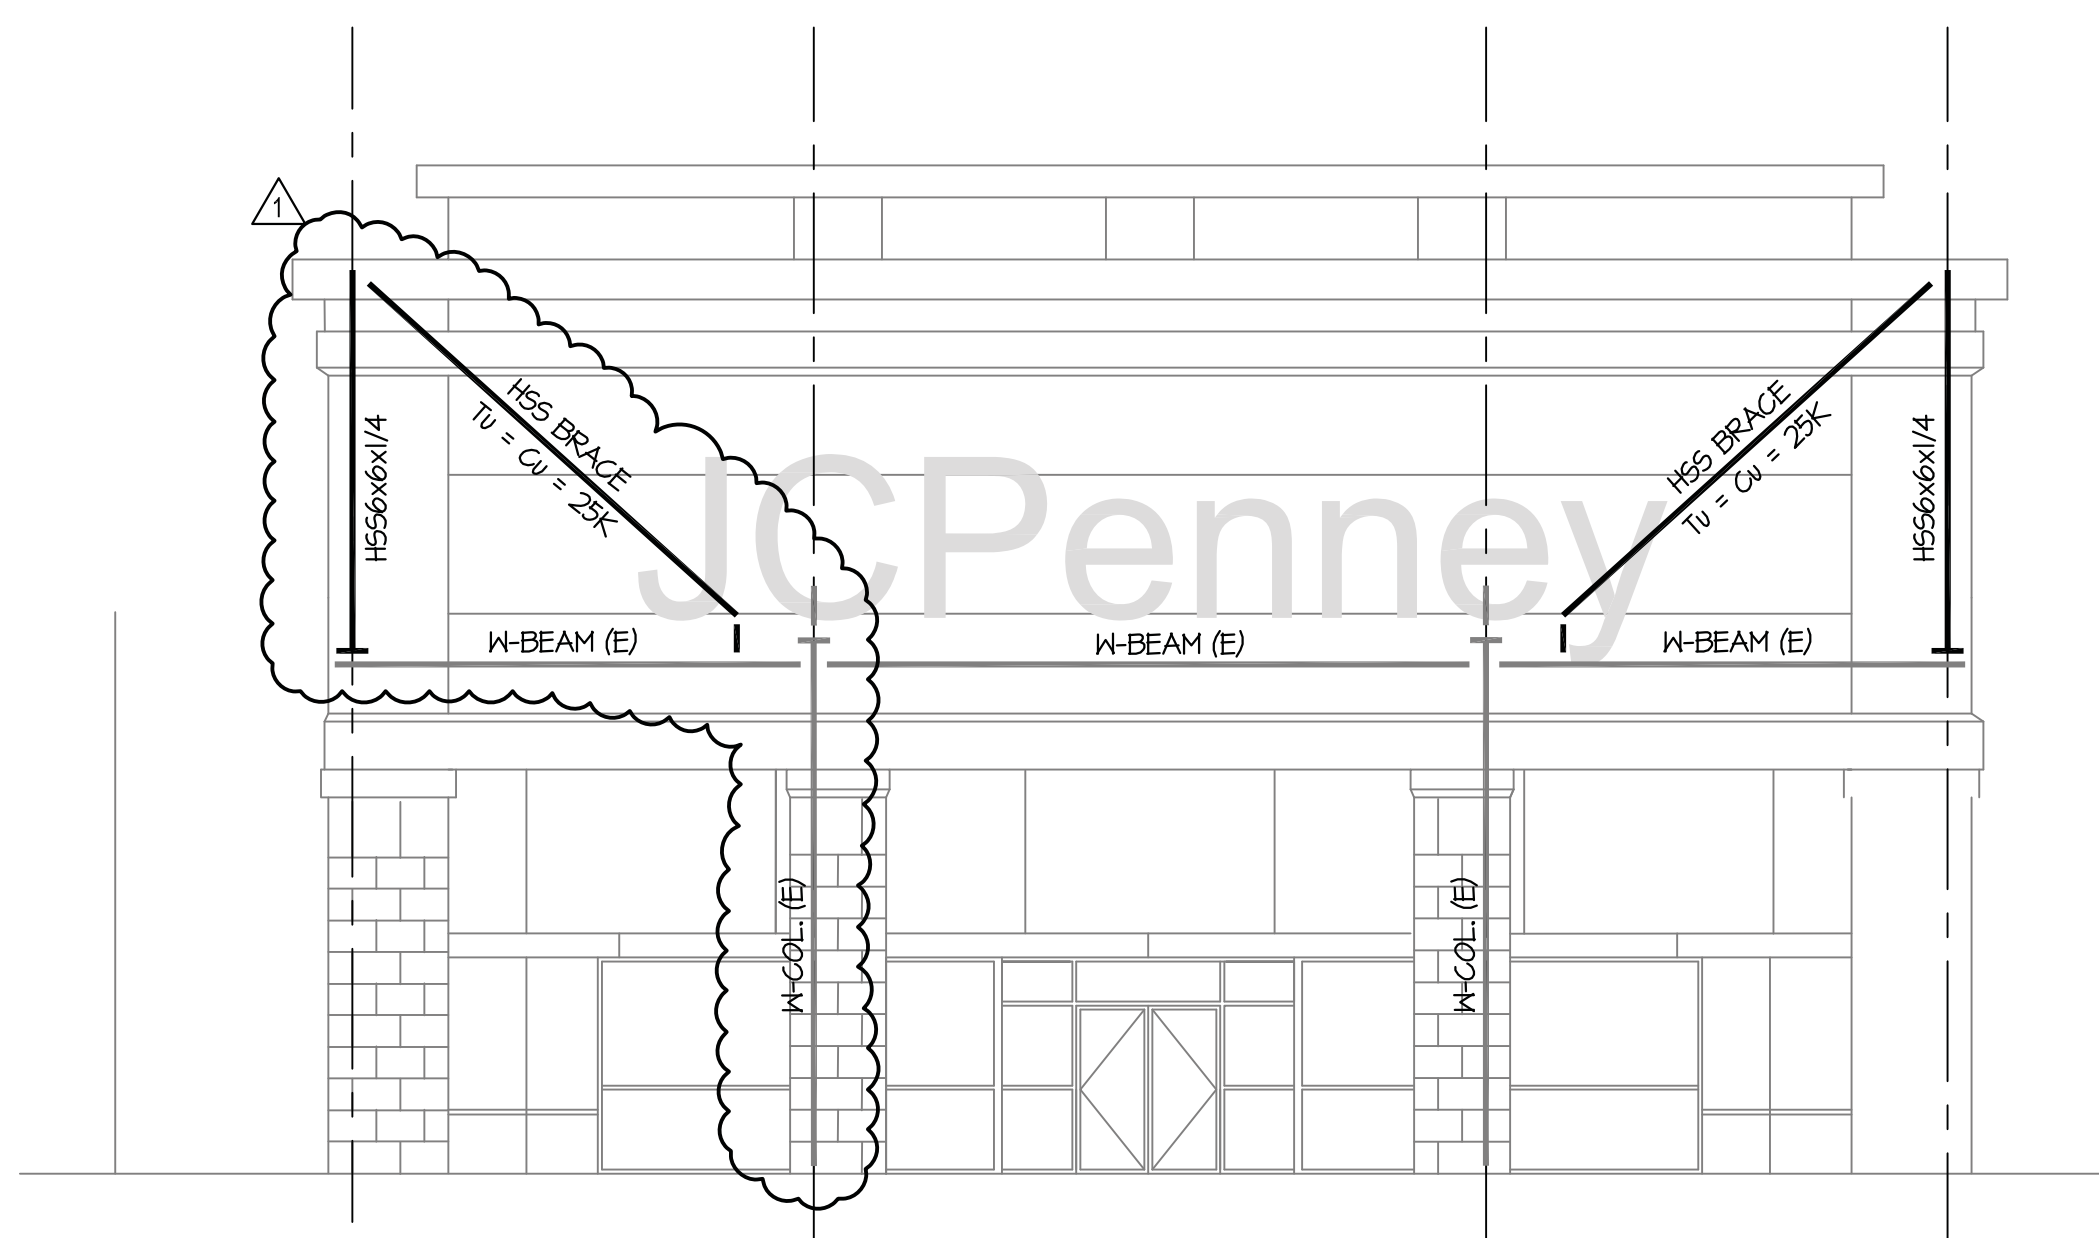 1
HSS BRACE
Tu = Cu = 25K
HSS6x6x1/4
JCPenney
HSS BRACE
Tu = Cu = 25K
HSS6x6x1/4
W-BEAM (E)
W-BEAM (E)
W-BEAM (E)
W-COL. (E)
W-COL. (E)